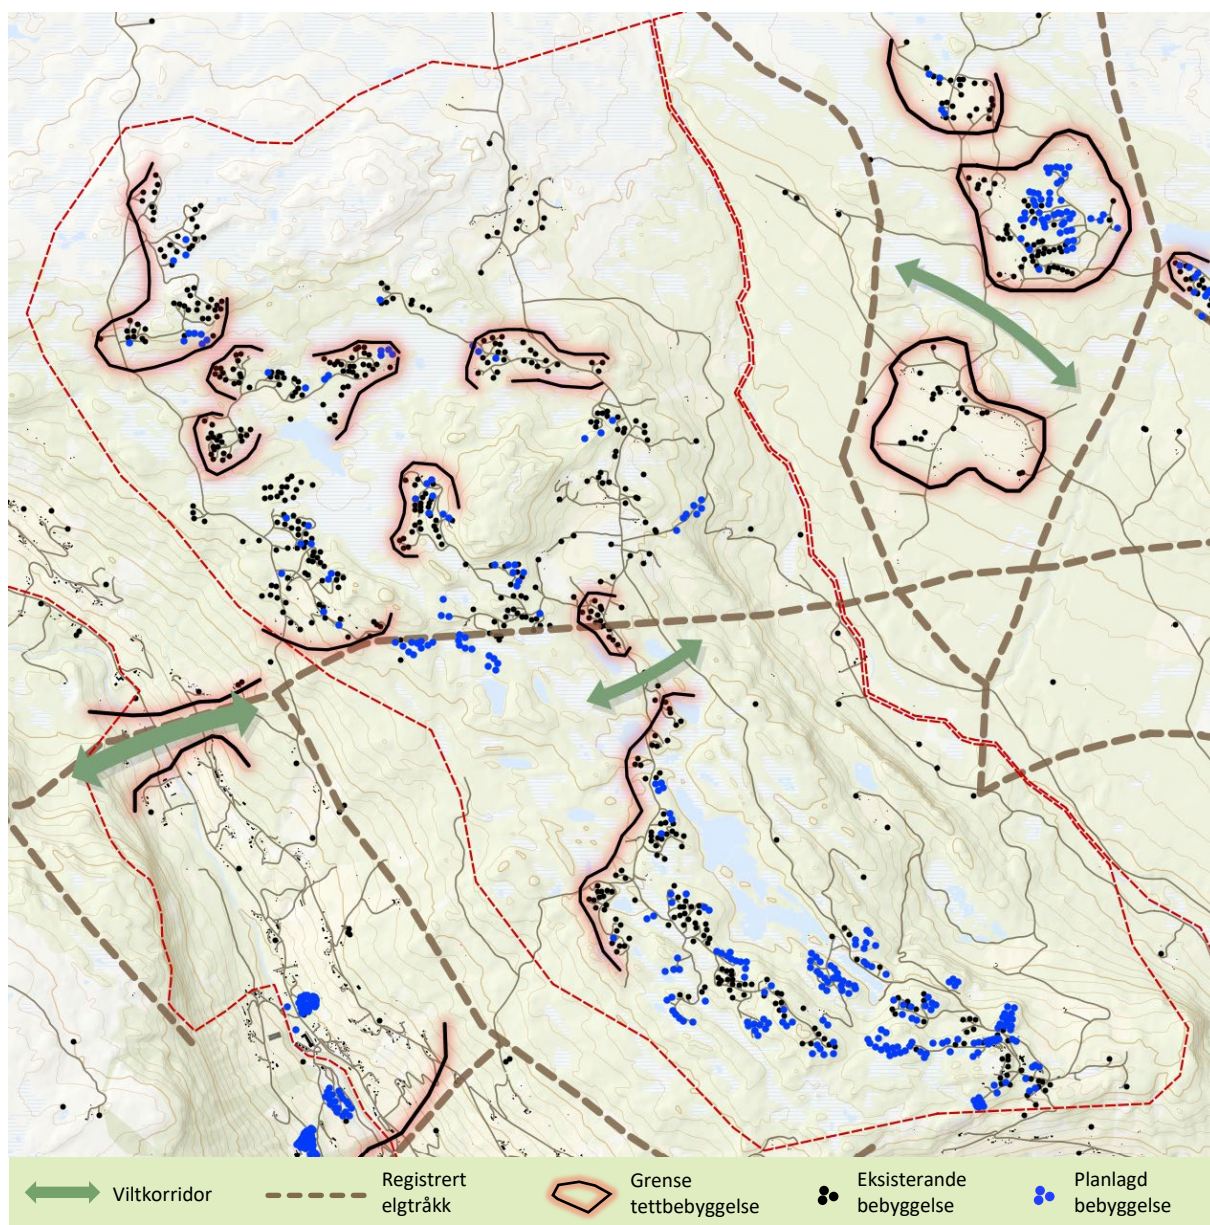 Viltkorridor
Registrert
elgtråkk
Grense
tettbebyggelse
Eksisterande
bebyggelse
Planlagd
bebyggelse